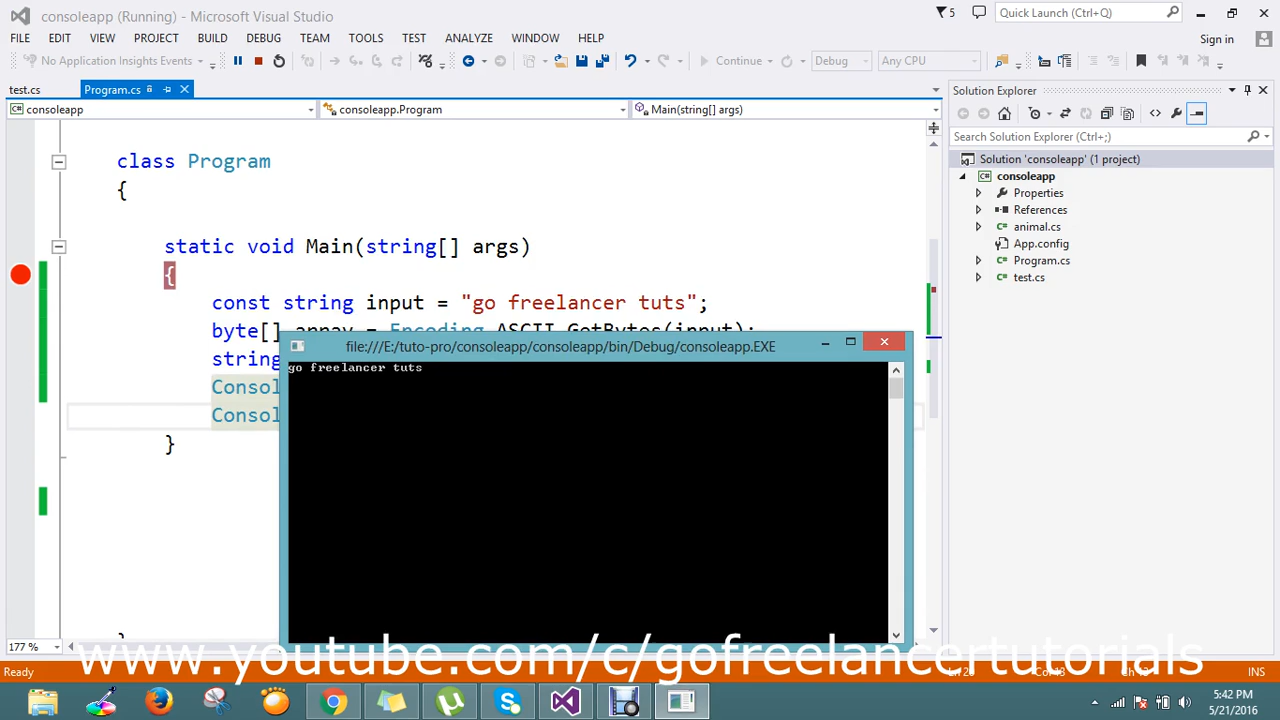 consoleapp (Running) - Microsoft Visual Studio
5
Quick Launch (Ctrl+Q)
FILE EDIT VIEW PROJECT BUILD DEBUG TEAM TOOLS TEST ANALYZE WINDOW HELP
Sign in
No Application Insights Events
Continue
Debug
Any CPU
test.cs
Program.cs
Solution Explorer
consoleapp
consoleapp.Program
Main(string[] args)
Search Solution Explorer (Ctrl+;)
Solution 'consoleapp' (1 project)
consoleapp
Properties
References
animal.cs
App.config
Program.cs
test.cs
class Program
{
static void Main(string[] args)
{
const string input = "go freelancer tuts";
byte[] array = Encoding.ASCII.GetBytes(input);
string
Consol
Consol
}
}
file:///E:/tuto-pro/consoleapp/consoleapp/bin/Debug/consoleapp.EXE
go freelancer tuts
177 %
www.youtube.com/c/gofreelancertutorials
Ready
INS
5:42 PM
5/21/2016